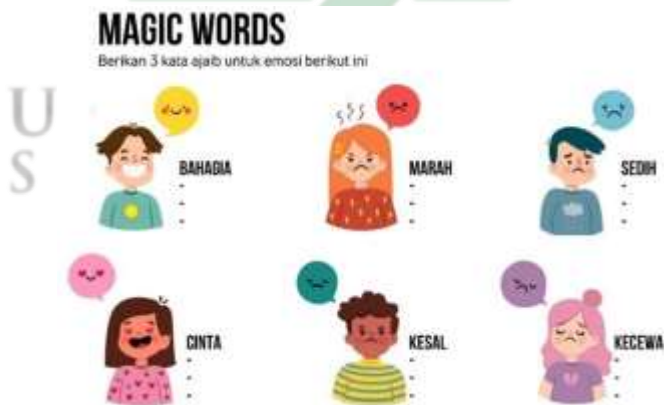 MAGIC WORDS
Berikan 3 kata ajaib untuk emosi berikut ini
U
S
BAHAGIA
-
-
-
MARAH
-
-
-
SEDIH
-
-
-
CINTA
-
-
-
KESAL
-
-
-
KECEWA
-
-
-